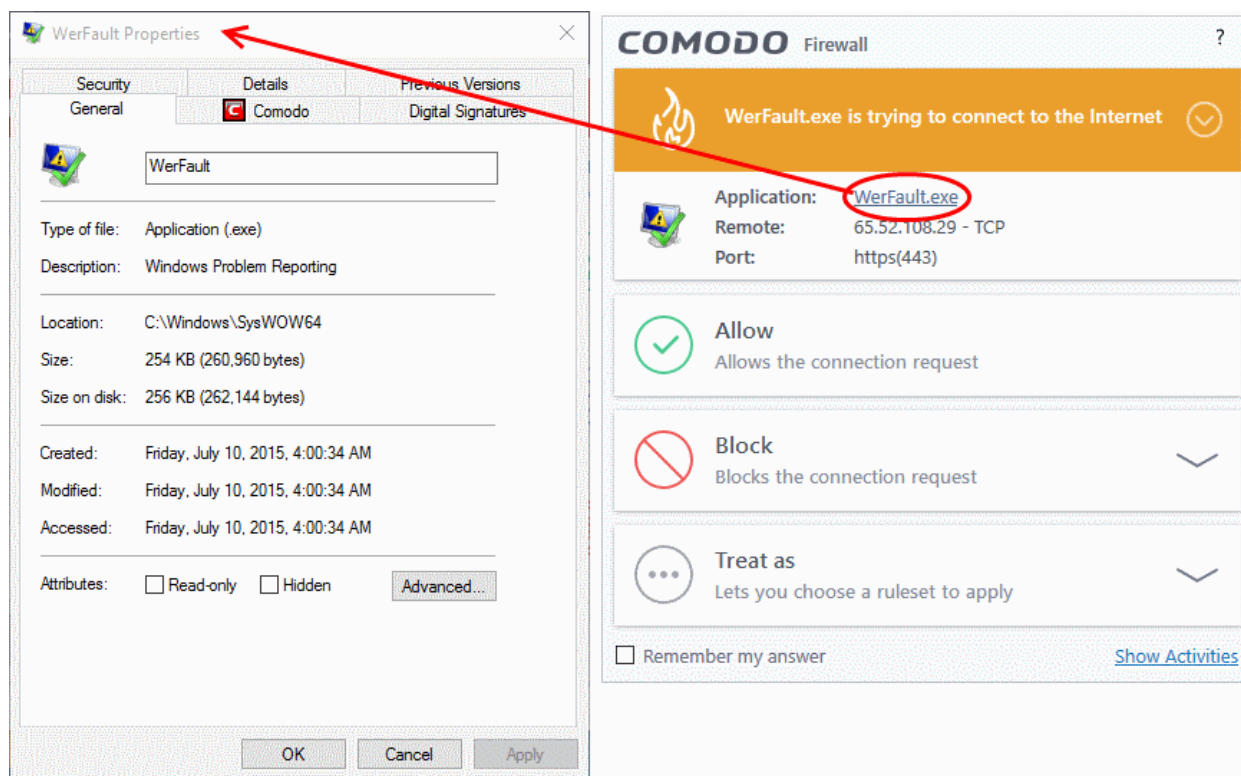 WerFault Properties
Security Details Previous Versions
General Comodo Digital Signatures
WerFault
Type of file: Application (.exe)
Description: Windows Problem Reporting
Location: C:\Windows\SysWOW64
Size: 254 KB (260,960 bytes)
Size on disk: 256 KB (262,144 bytes)
Created: Friday, July 10, 2015, 4:00:34 AM
Modified: Friday, July 10, 2015, 4:00:34 AM
Accessed: Friday, July 10, 2015, 4:00:34 AM
Attributes: Read-only Hidden Advanced...
OK Cancel Apply
COMODO Firewall ?
WerFault.exe is trying to connect to the Internet
Application: WerFault.exe
Remote: 65.52.108.29 - TCP
Port: https(443)
Allow
Allows the connection request
Block
Blocks the connection request
Treat as
Lets you choose a ruleset to apply
Remember my answer Show Activities